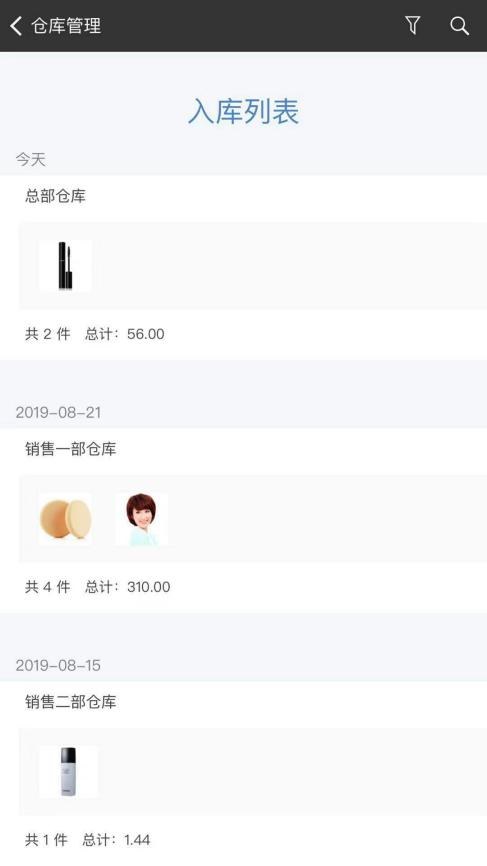 仓库管理
入库列表
今天
总部仓库
共 2 件 总计：56.00
2019-08-21
销售一部仓库
共 4 件 总计：310.00
2019-08-15
销售二部仓库
共 1 件 总计：1.44